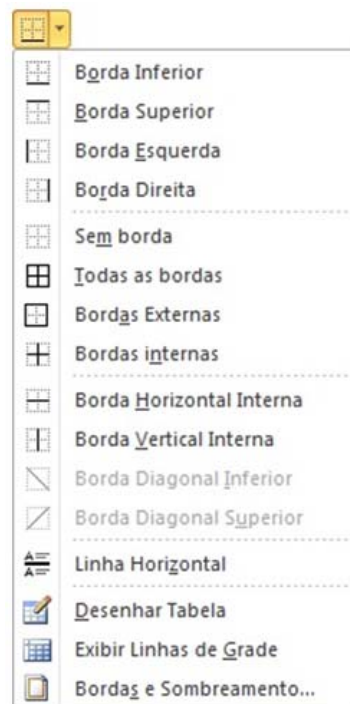 Borda Inferior
Borda Superior
Borda Esquerda
Borda Direita
Sem borda
Todas as bordas
Bordas Externas
Bordas internas
Borda Horizontal Interna
Borda Vertical Interna
Borda Diagonal Inferior
Borda Diagonal Superior
Linha Horizontal
Desenhar Tabela
Exibir Linhas de Grade
Bordas e Sombreamento...